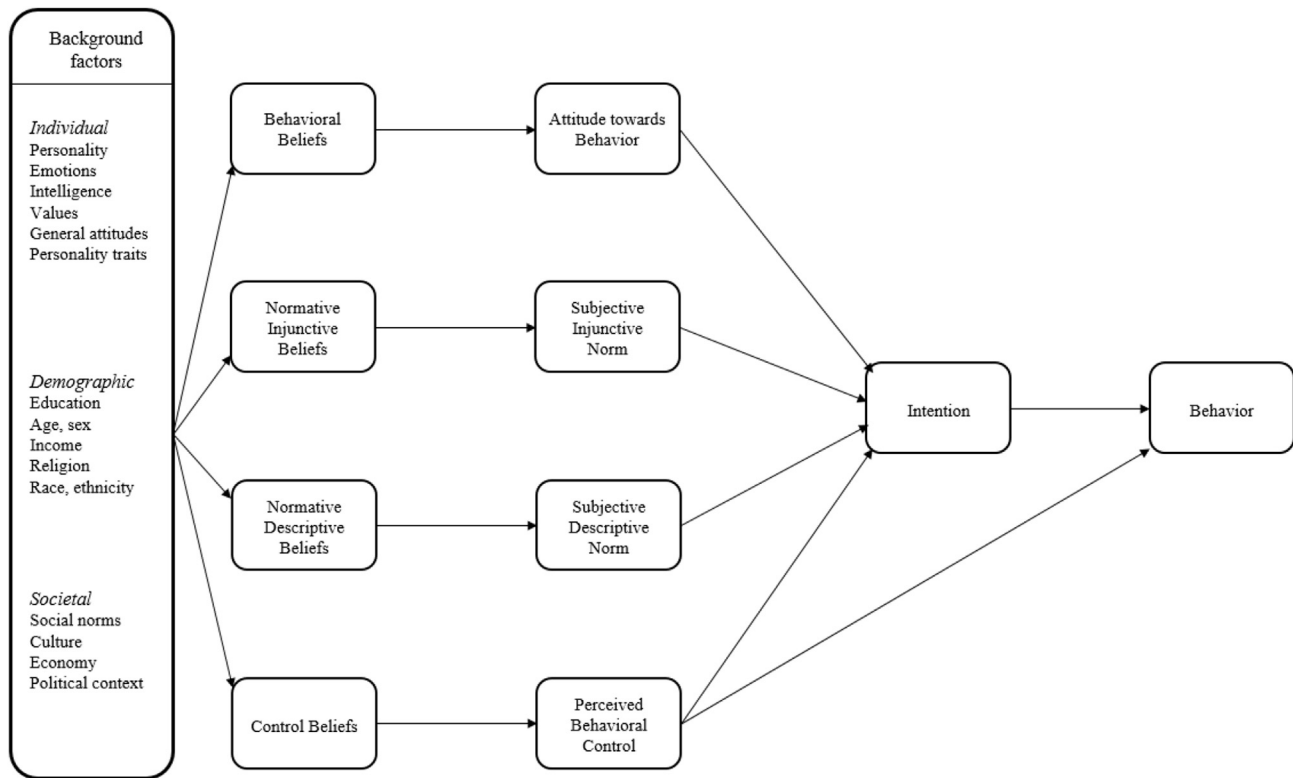 Background
factors
Individual
Personality
Emotions
Intelligence
Values
General attitudes
Personality traits
Demographic
Education
Age, sex
Income
Religion
Race, ethnicity
Societal
Social norms
Culture
Economy
Political context
Behavioral
Beliefs
Normative
Injunctive
Beliefs
Normative
Descriptive
Beliefs
Control Beliefs
Attitude towards
Behavior
Subjective
Injunctive
Norm
Subjective
Descriptive
Norm
Perceived
Behavioral
Control
Intention
Behavior